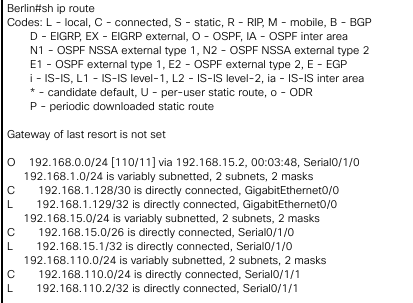 Berlin#sh ip route
Codes: L - local, C - connected, S - static, R - RIP, M - mobile, B - BGP
D - EIGRP, EX - EIGRP external, O - OSPF, IA - OSPF inter area
N1 - OSPF NSSA external type 1, N2 - OSPF NSSA external type 2
E1 - OSPF external type 1, E2 - OSPF external type 2, E - EGP
i - IS-IS, L1 - IS-IS level-1, L2 - IS-IS level-2, ia - IS-IS inter area
* - candidate default, U - per-user static route, o - ODR
P - periodic downloaded static route

Gateway of last resort is not set

O 192.168.0.0/24 [110/11] via 192.168.15.2, 00:03:48, Serial0/1/0
192.168.1.0/24 is variably subnetted, 2 subnets, 2 masks
C 192.168.1.128/30 is directly connected, GigabitEthernet0/0
L 192.168.1.129/32 is directly connected, GigabitEthernet0/0
192.168.15.0/24 is variably subnetted, 2 subnets, 2 masks
C 192.168.15.0/26 is directly connected, Serial0/1/0
L 192.168.15.1/32 is directly connected, Serial0/1/0
192.168.110.0/24 is variably subnetted, 2 subnets, 2 masks
C 192.168.110.0/24 is directly connected, Serial0/1/1
L 192.168.110.2/32 is directly connected, Serial0/1/1